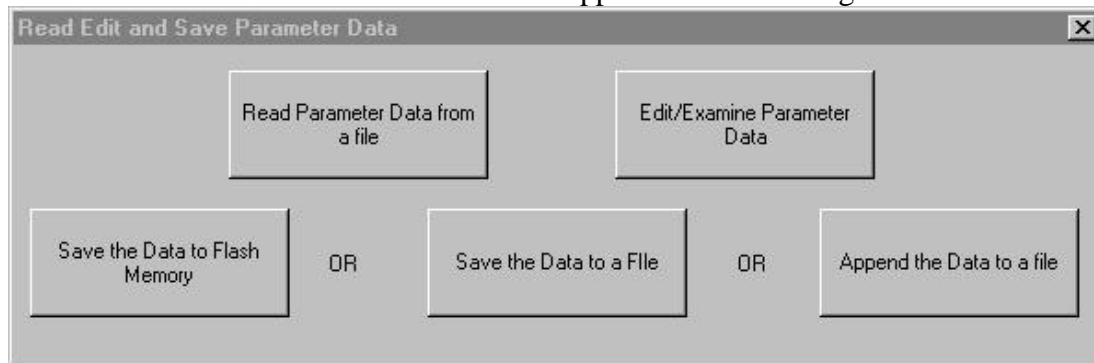 Read Edit and Save Parameter Data
Read Parameter Data from
a file
Edit/Examine Parameter
Data
Save the Data to Flash
Memory
OR
Save the Data to a FIle
OR
Append the Data to a file